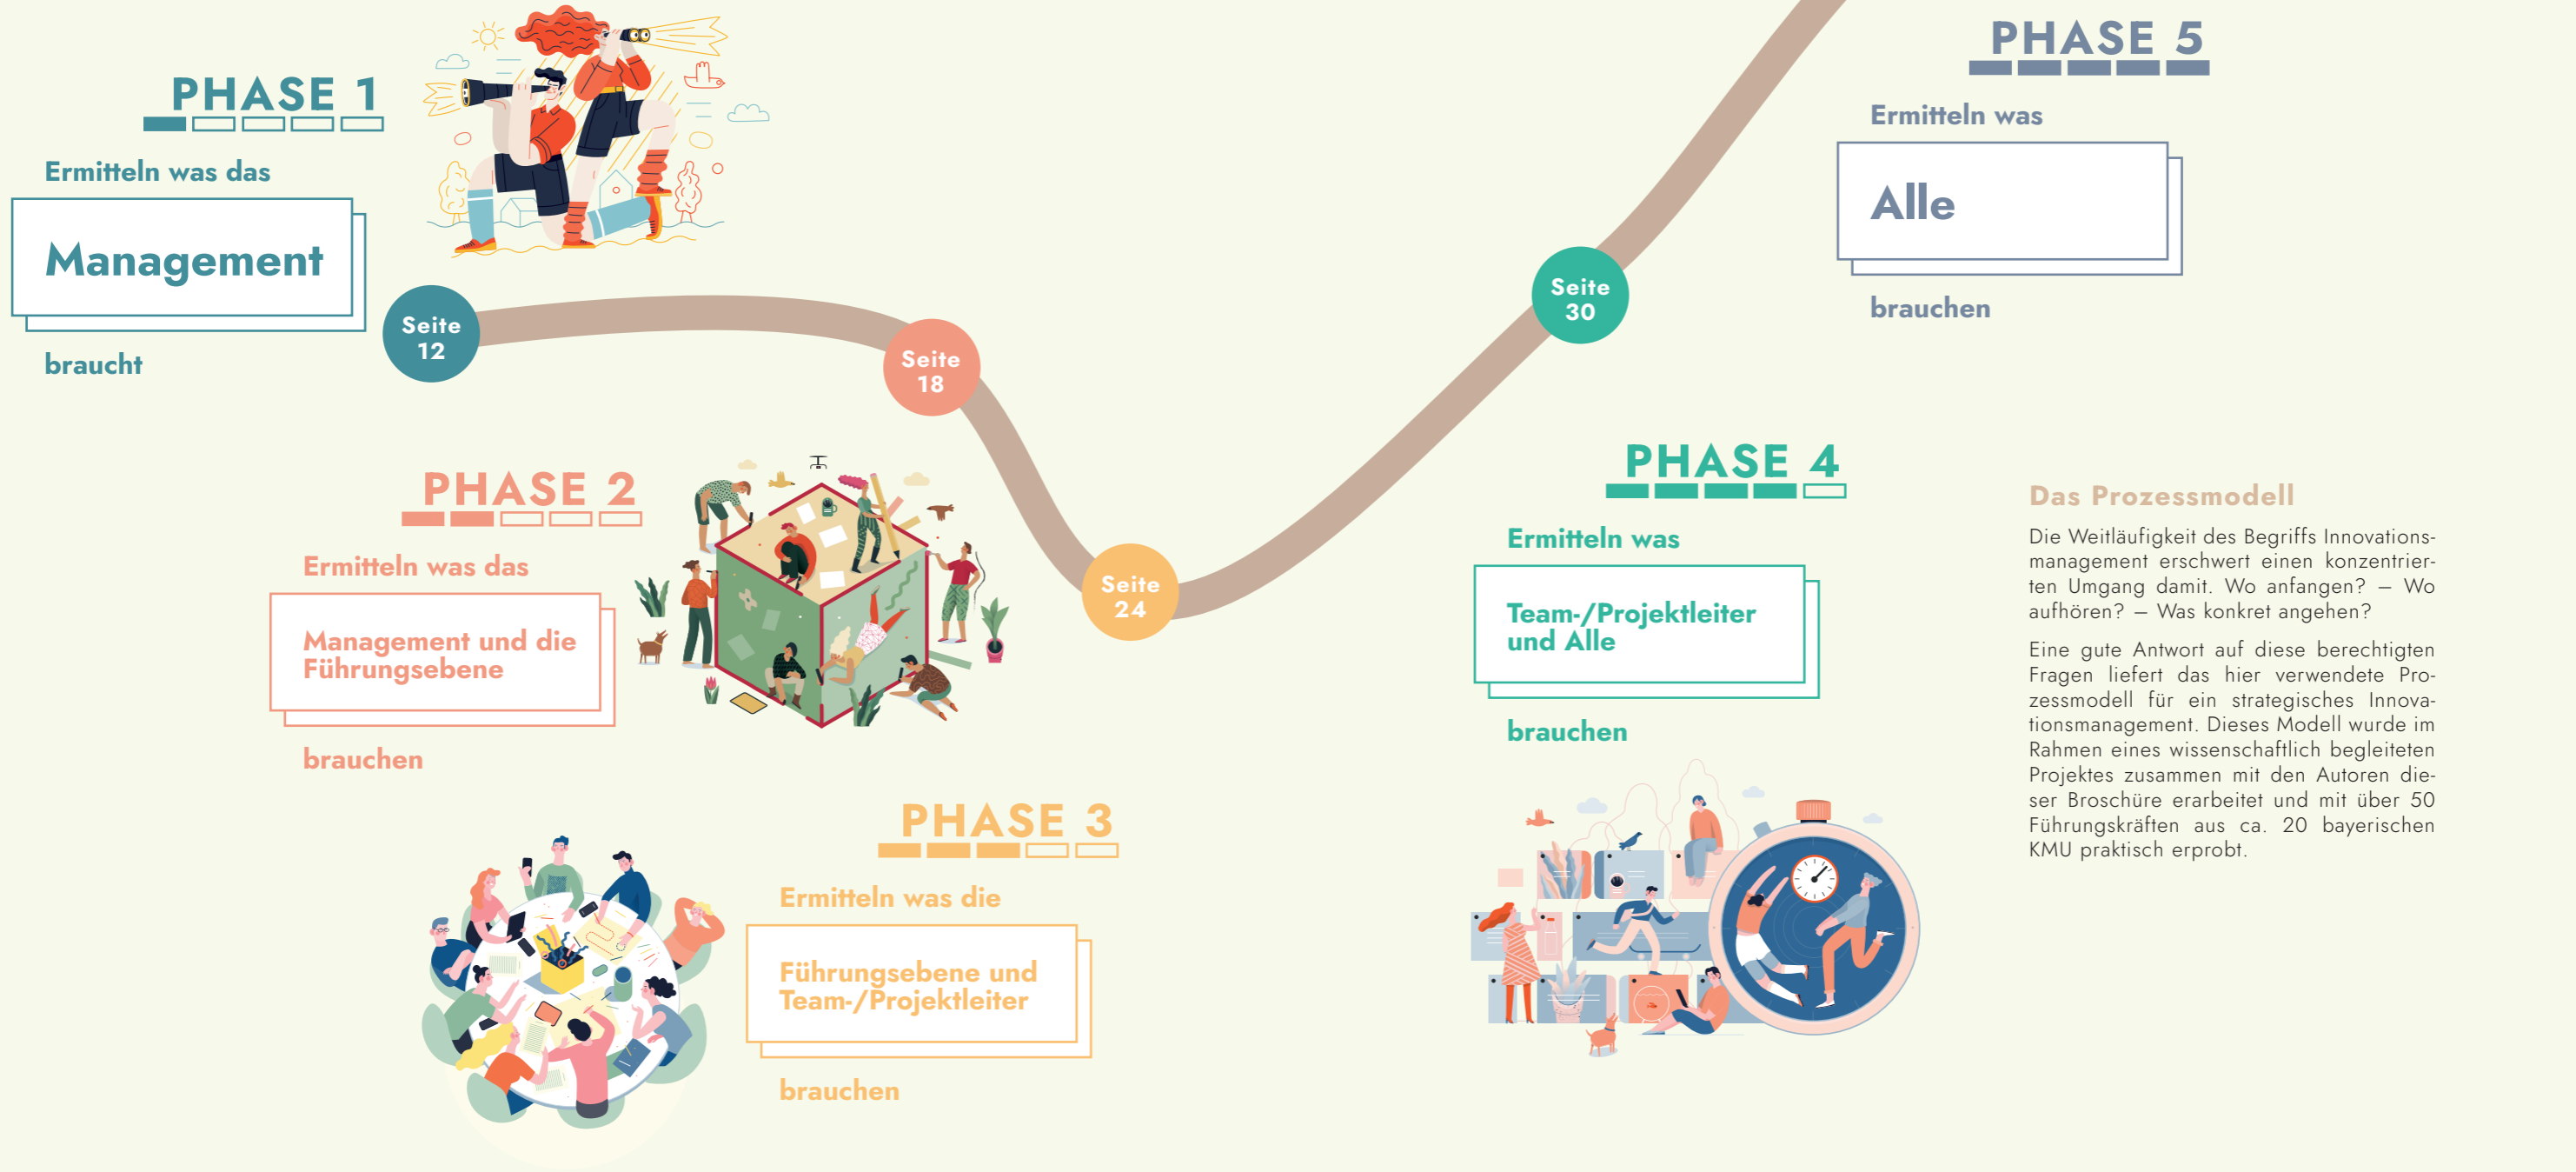 PHASE 1
Ermitteln was das
Management
braucht
Seite
12
Seite
18
PHASE 2
Ermitteln was das
Management und die
Führungsebene
brauchen
Seite
24
PHASE 3
Ermitteln was die
Führungsebene und
Team-/Projektleiter
brauchen
Seite
30
PHASE 4
Ermitteln was
Team-/Projektleiter
und Alle
brauchen
PHASE 5
Ermitteln was
Alle
brauchen
Das Prozessmodell
Die Weitläufigkeit des Begriffs Innovations-
management erschwert einen konzentrier-
ten Umgang damit. Wo anfangen? – Wo
aufhören? – Was konkret angehen?
Eine gute Antwort auf diese berechtigten
Fragen liefert das hier verwendete Pro-
zessmodell für ein strategisches Innova-
tionsmanagement. Dieses Modell wurde im
Rahmen eines wissenschaftlich begleiteten
Projektes zusammen mit den Autoren die-
ser Broschüre erarbeitet und mit über 50
Führungskräften aus ca. 20 bayerischen
KMU praktisch erprobt.